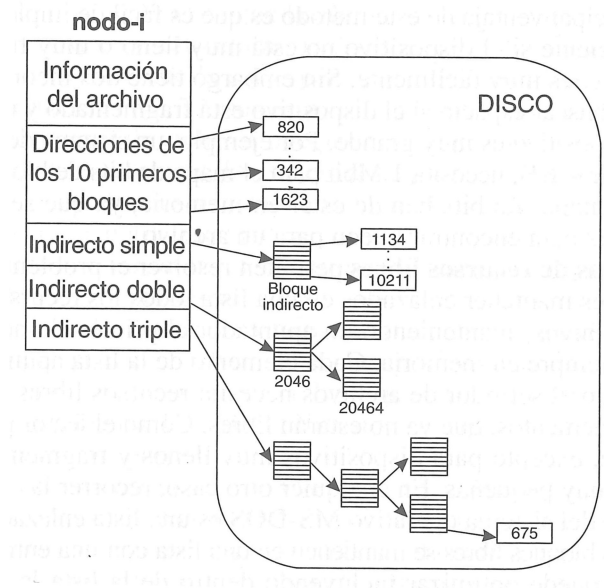 nodo-i
Información
del archivo
Direcciones de
los 10 primeros
bloques
Indirecto simple
Indirecto doble
Indirecto triple
DISCO
820
342
1623
1134
10211
Bloque
indirecto
2046
20464
675